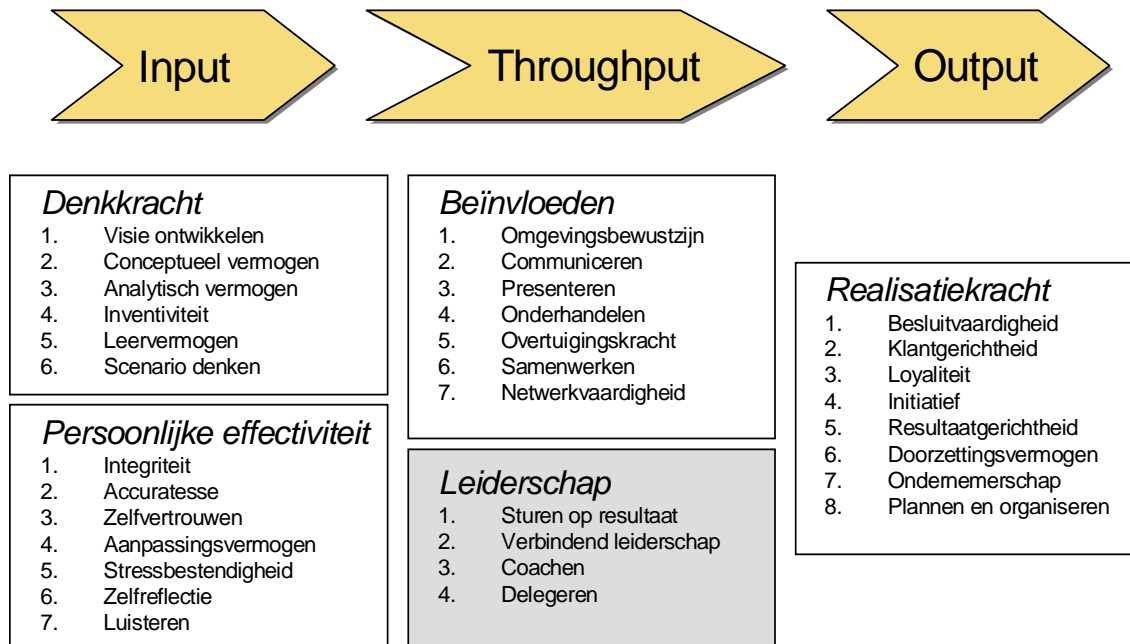 Input
Throughput
Output
Denkkracht
1. Visie ontwikkelen
2. Conceptueel vermogen
3. Analytisch vermogen
4. Inventiviteit
5. Leervermogen
6. Scenario denken
Persoonlijke effectiviteit
1. Integriteit
2. Accuratesse
3. Zelfvertrouwen
4. Aanpassingsvermogen
5. Stressbestendigheid
6. Zelfreflectie
7. Luisteren
Beïnvloeden
1. Omgevingsbewustzijn
2. Communiceren
3. Presenteren
4. Onderhandelen
5. Overtuigingskracht
6. Samenwerken
7. Netwerkvaardigheid
Leiderschap
1. Sturen op resultaat
2. Verbindend leiderschap
3. Coachen
4. Delegeren
Realisatiekracht
1. Besluitvaardigheid
2. Klantgerichtheid
3. Loyaliteit
4. Initiatief
5. Resultaatgerichtheid
6. Doorzettingsvermogen
7. Ondernemerschap
8. Plannen en organiseren